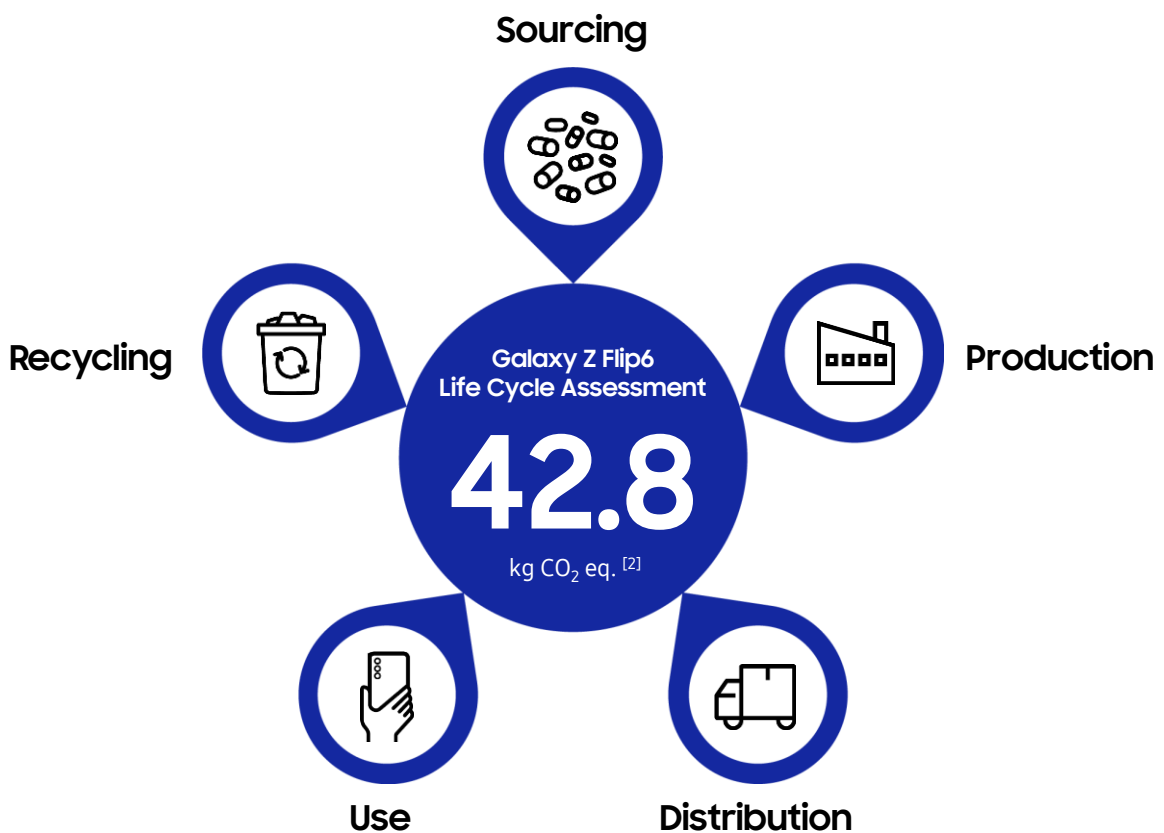 Sourcing
Recycling
Production
Galaxy Z Flip6
Life Cycle Assessment
42.8
kg CO₂ eq. [2]
Use
Distribution